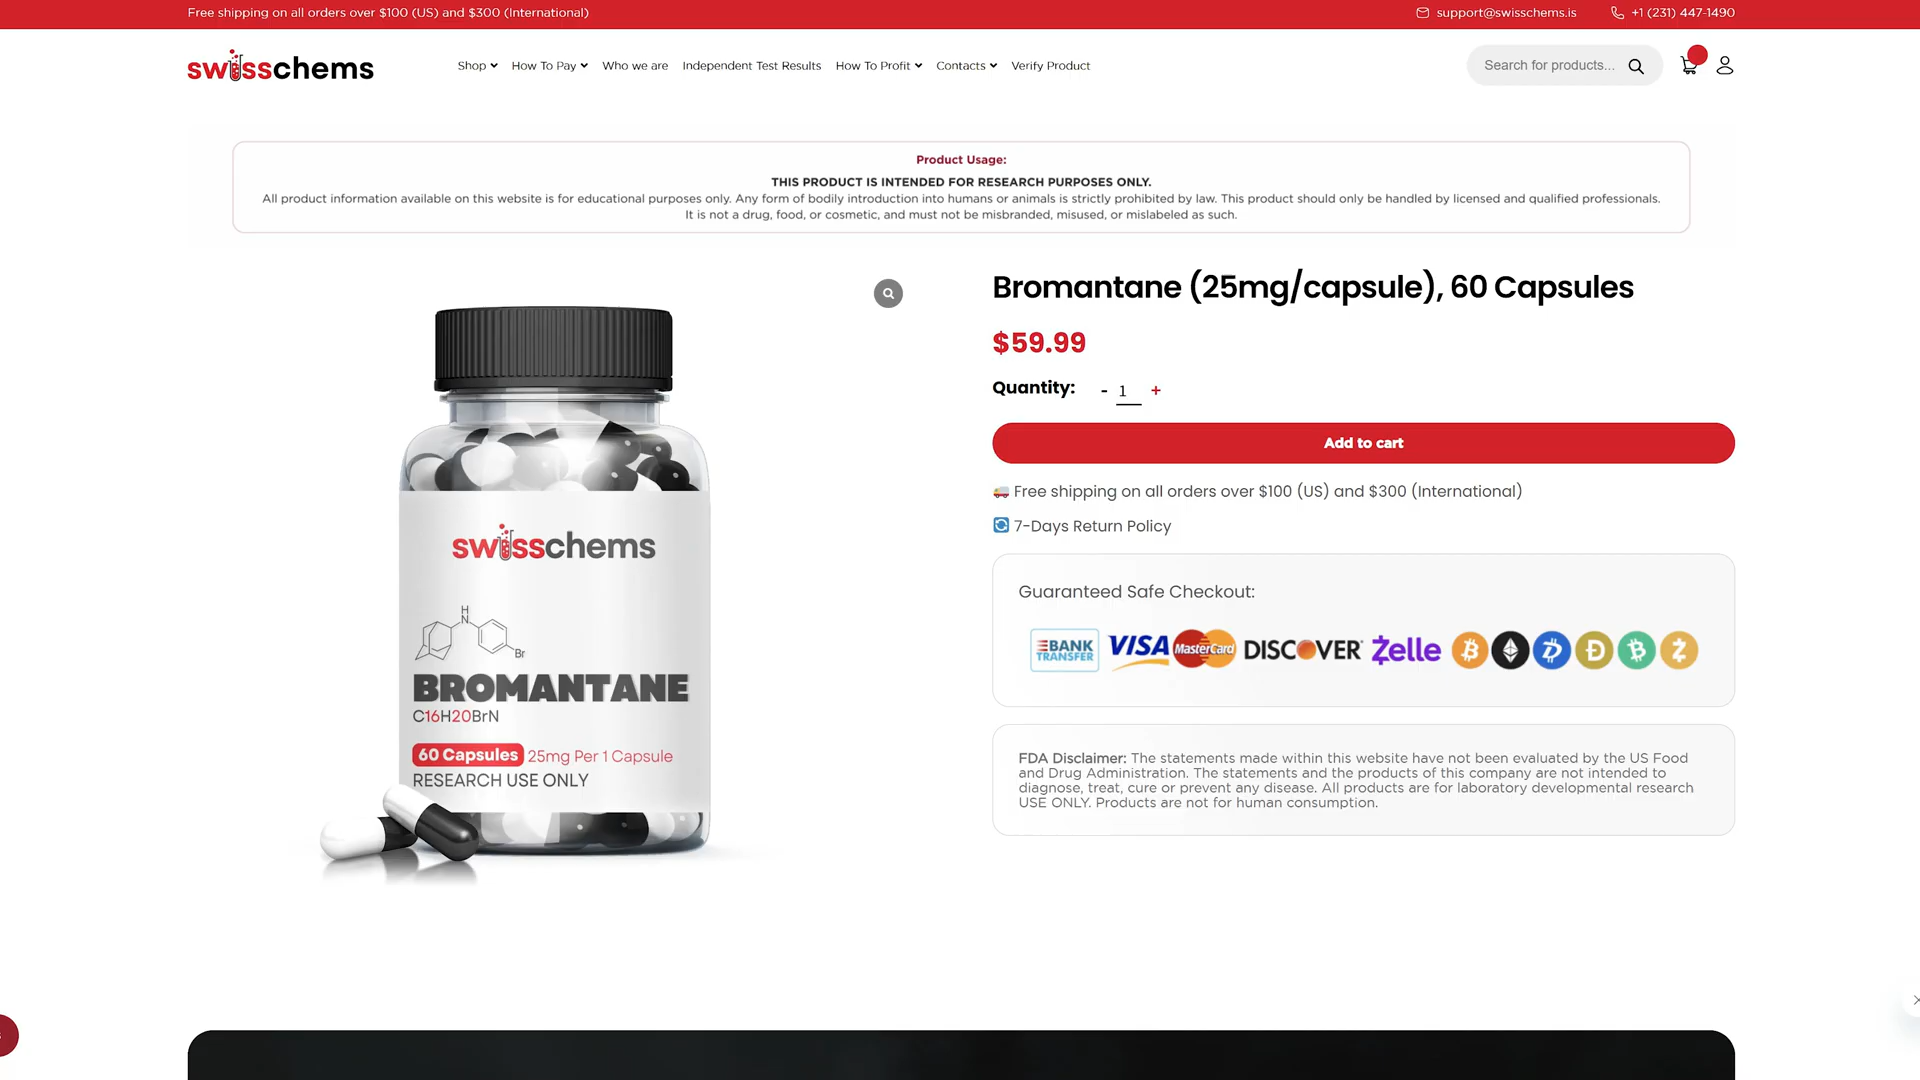 Free shipping on all orders over $100 (US) and $300 (International)
support@swisschems.is
+1 (231) 447-1490
swisschems
Shop
How To Pay
Who we are
Independent Test Results
How To Profit
Contacts
Verify Product
Search for products...
Product Usage:
THIS PRODUCT IS INTENDED FOR RESEARCH PURPOSES ONLY.
All product information available on this website is for educational purposes only. Any form of bodily introduction into humans or animals is strictly prohibited by law. This product should only be handled by licensed and qualified professionals.
It is not a drug, food, or cosmetic, and must not be misbranded, misused, or mislabeled as such.
swisschems
H
N
Br
BROMANTANE
C16H20BrN
60 Capsules 25mg Per 1 Capsule
RESEARCH USE ONLY
Bromantane (25mg/capsule), 60 Capsules
$59.99
Quantity: - 1 +
Add to cart
Free shipping on all orders over $100 (US) and $300 (International)
7-Days Return Policy
Guaranteed Safe Checkout:
BANK TRANSFER VISA MasterCard DISCOVER Zelle
FDA Disclaimer: The statements made within this website have not been evaluated by the US Food
and Drug Administration. The statements and the products of this company are not intended to
diagnose, treat, cure or prevent any disease. All products are for laboratory developmental research
USE ONLY. Products are not for human consumption.